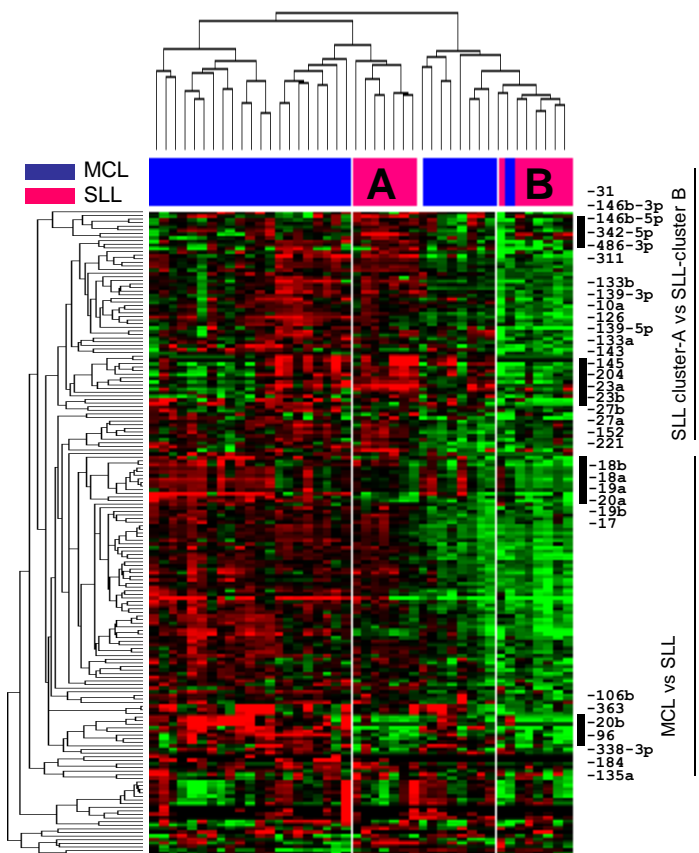 MCL
SLL
A
B
-31
-146b-3p
-146b-5p
-342-5p
-486-3p
-311
-133b
-139-3p
-10a
-126
-139-5p
-133a
-143
-145
-204
-23a
-23b
-27b
-27a
-152
-221
-18b
-18a
-19a
-20a
-19b
-17
-106b
-363
-20b
-96
-338-3p
-184
-135a
SLL cluster-A vs SLL-cluster B
MCL vs SLL